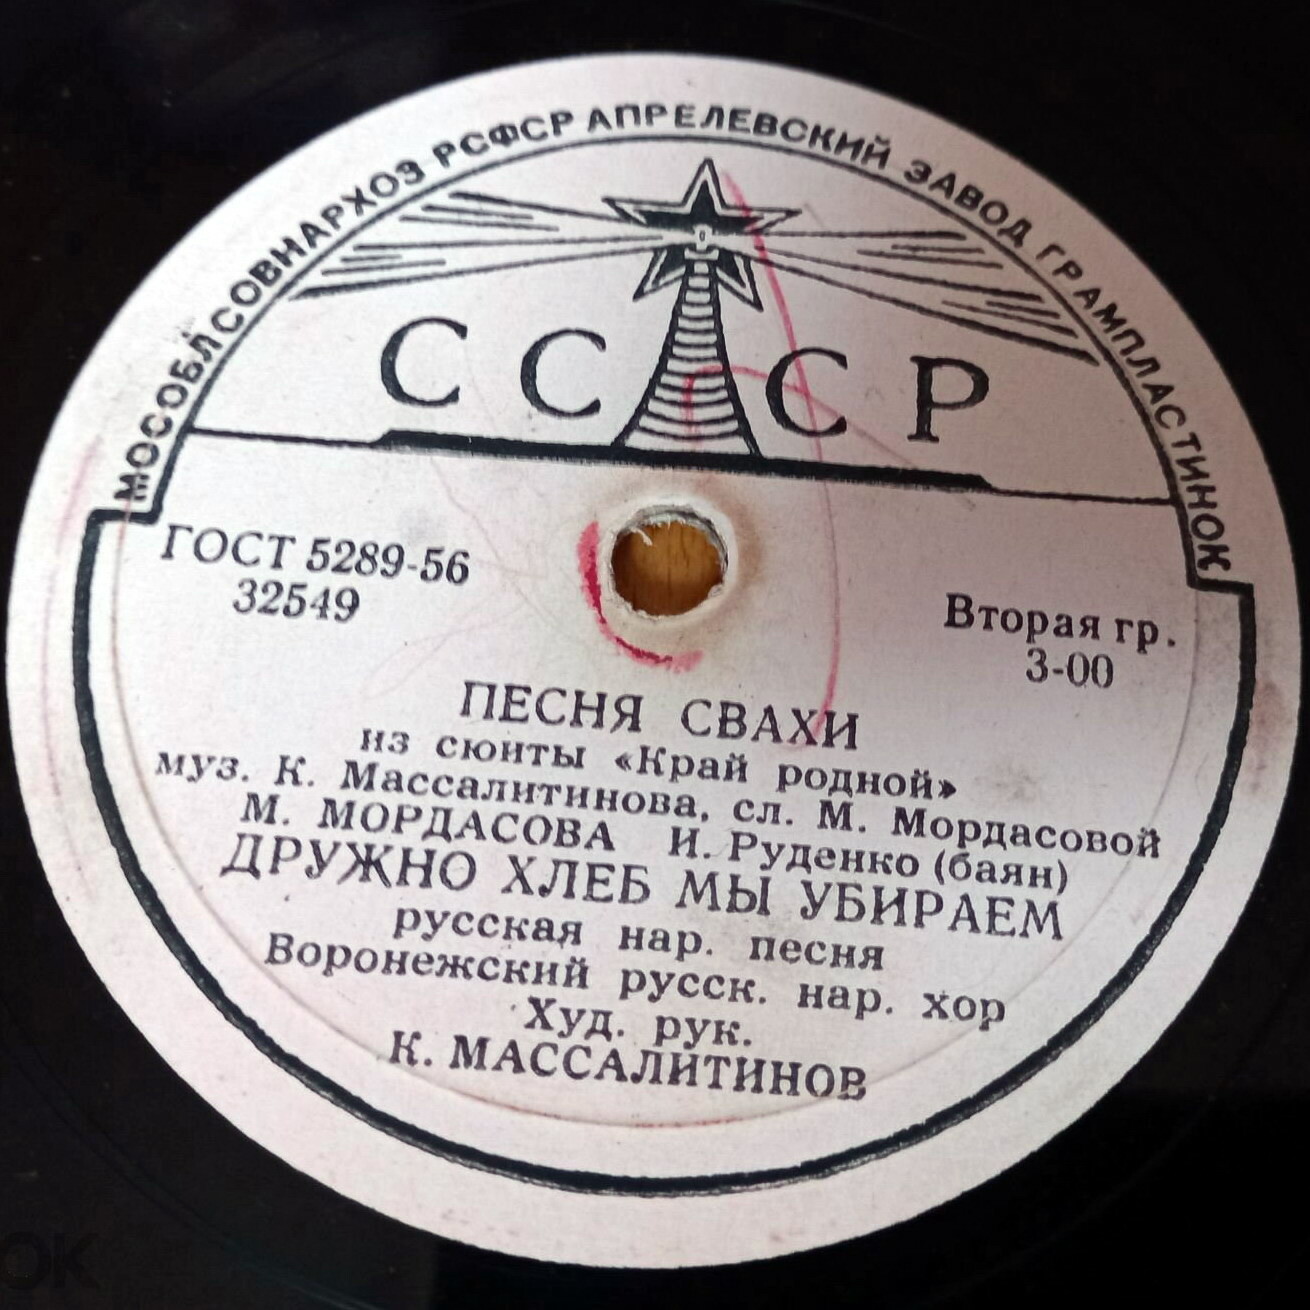 МОСОБЛСОВНАРХОЗ РСФСР АПРЕЛЕВСКИЙ ЗАВОД ГРАМПЛАСТИНОК
СССР
ГОСТ 5289-56
32549
Вторая гр.
3-00
ПЕСНЯ СВАХИ
из сюиты «Край родной»
муз. К. Массалитинова, сл. М. Мордасовой
М. МОРДАСОВА И. Руденко (баян)
ДРУЖНО ХЛЕБ МЫ УБИРАЕМ
русская нар. песня
Воронежский русск. нар. хор
Худ. рук.
К. МАССАЛИТИНОВ